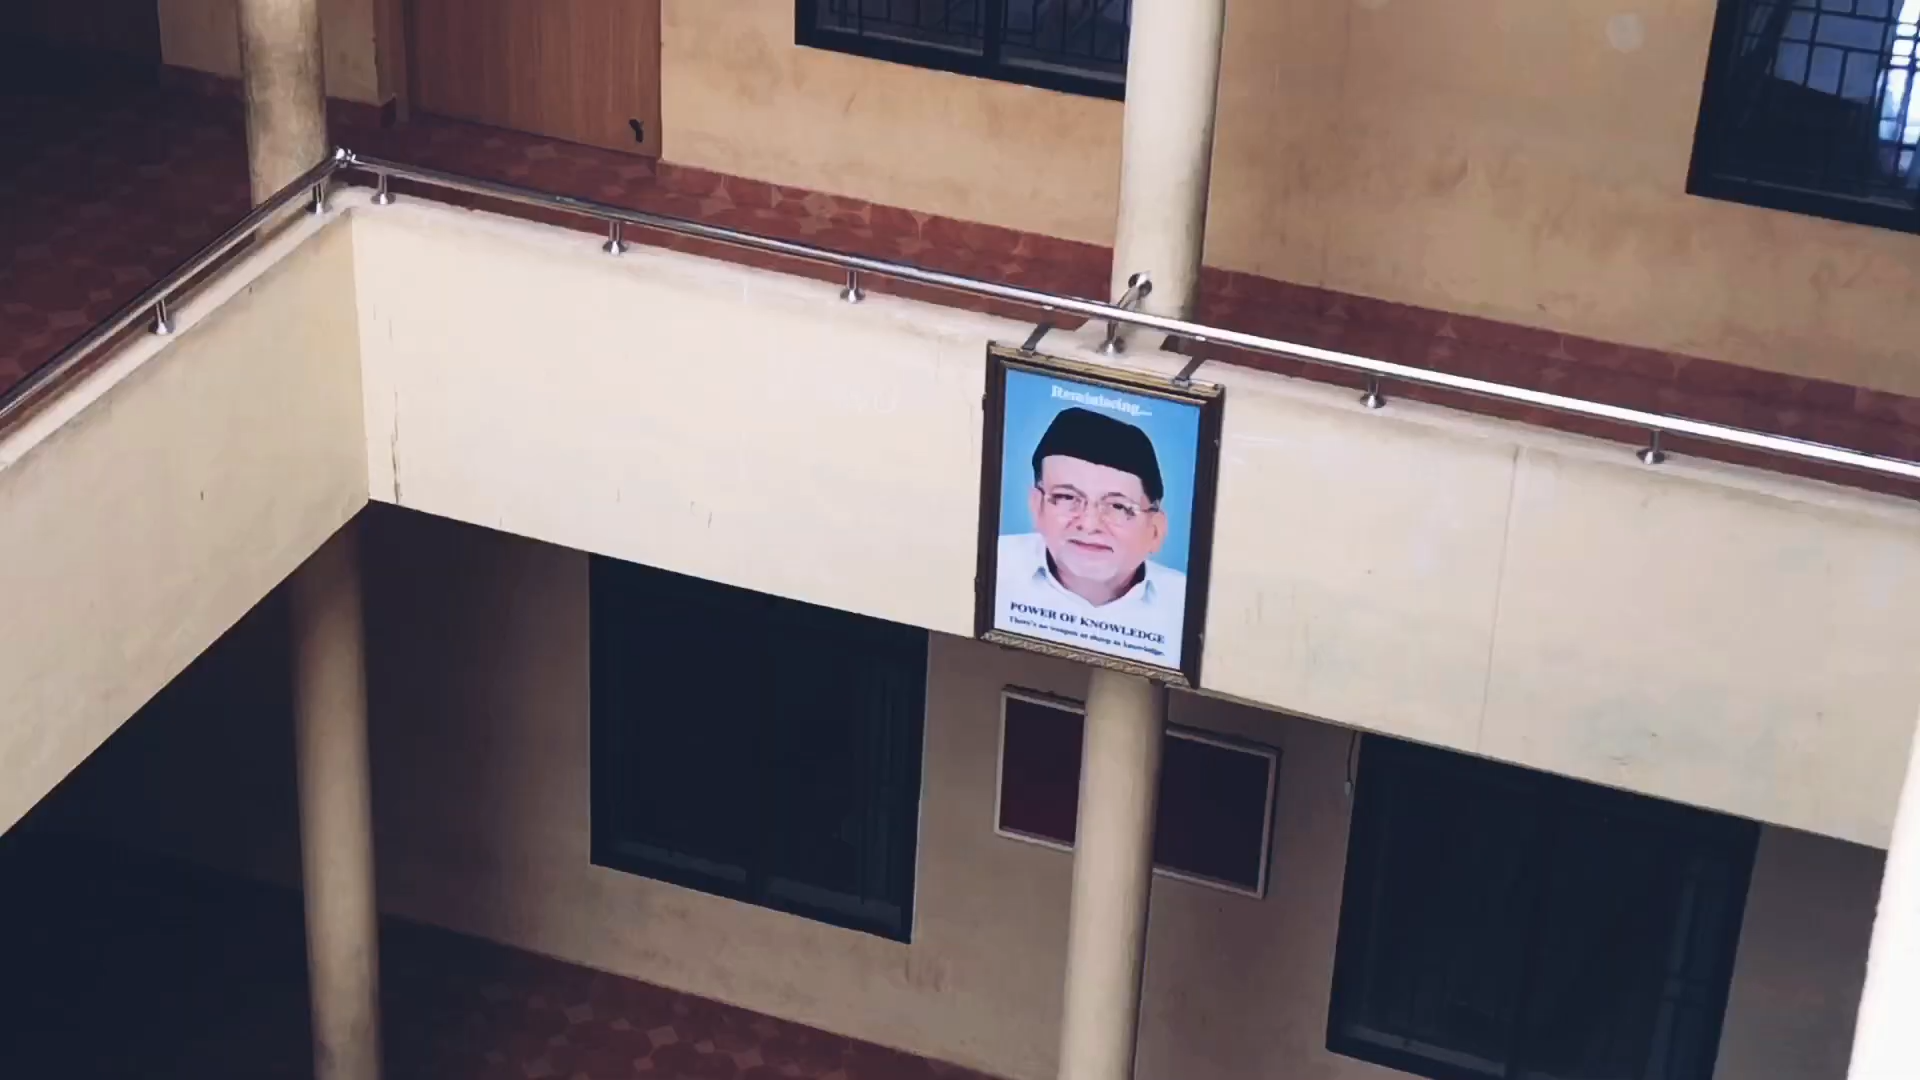 Reminiscing...
POWER OF KNOWLEDGE
There's no weapon as sharp as knowledge.